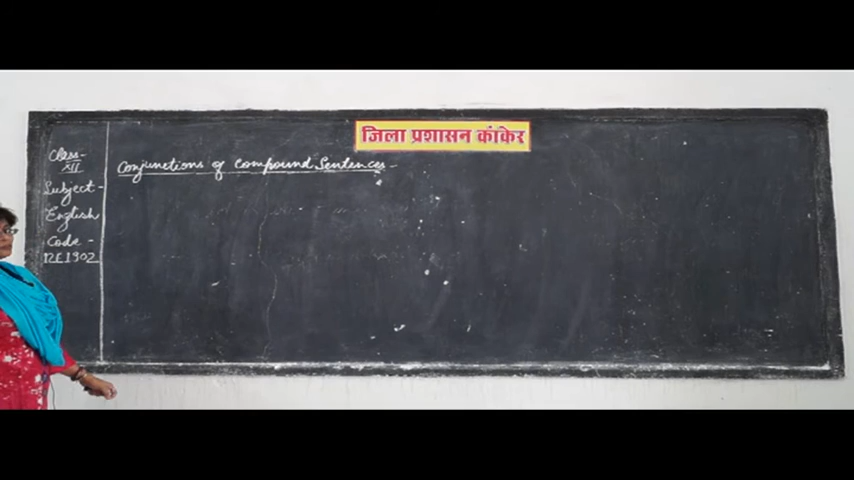 जिला प्रशासन कांकेर
Class-
XII
Subject-
English
Code-
12E1902
Conjunctions of Compound Sentences-